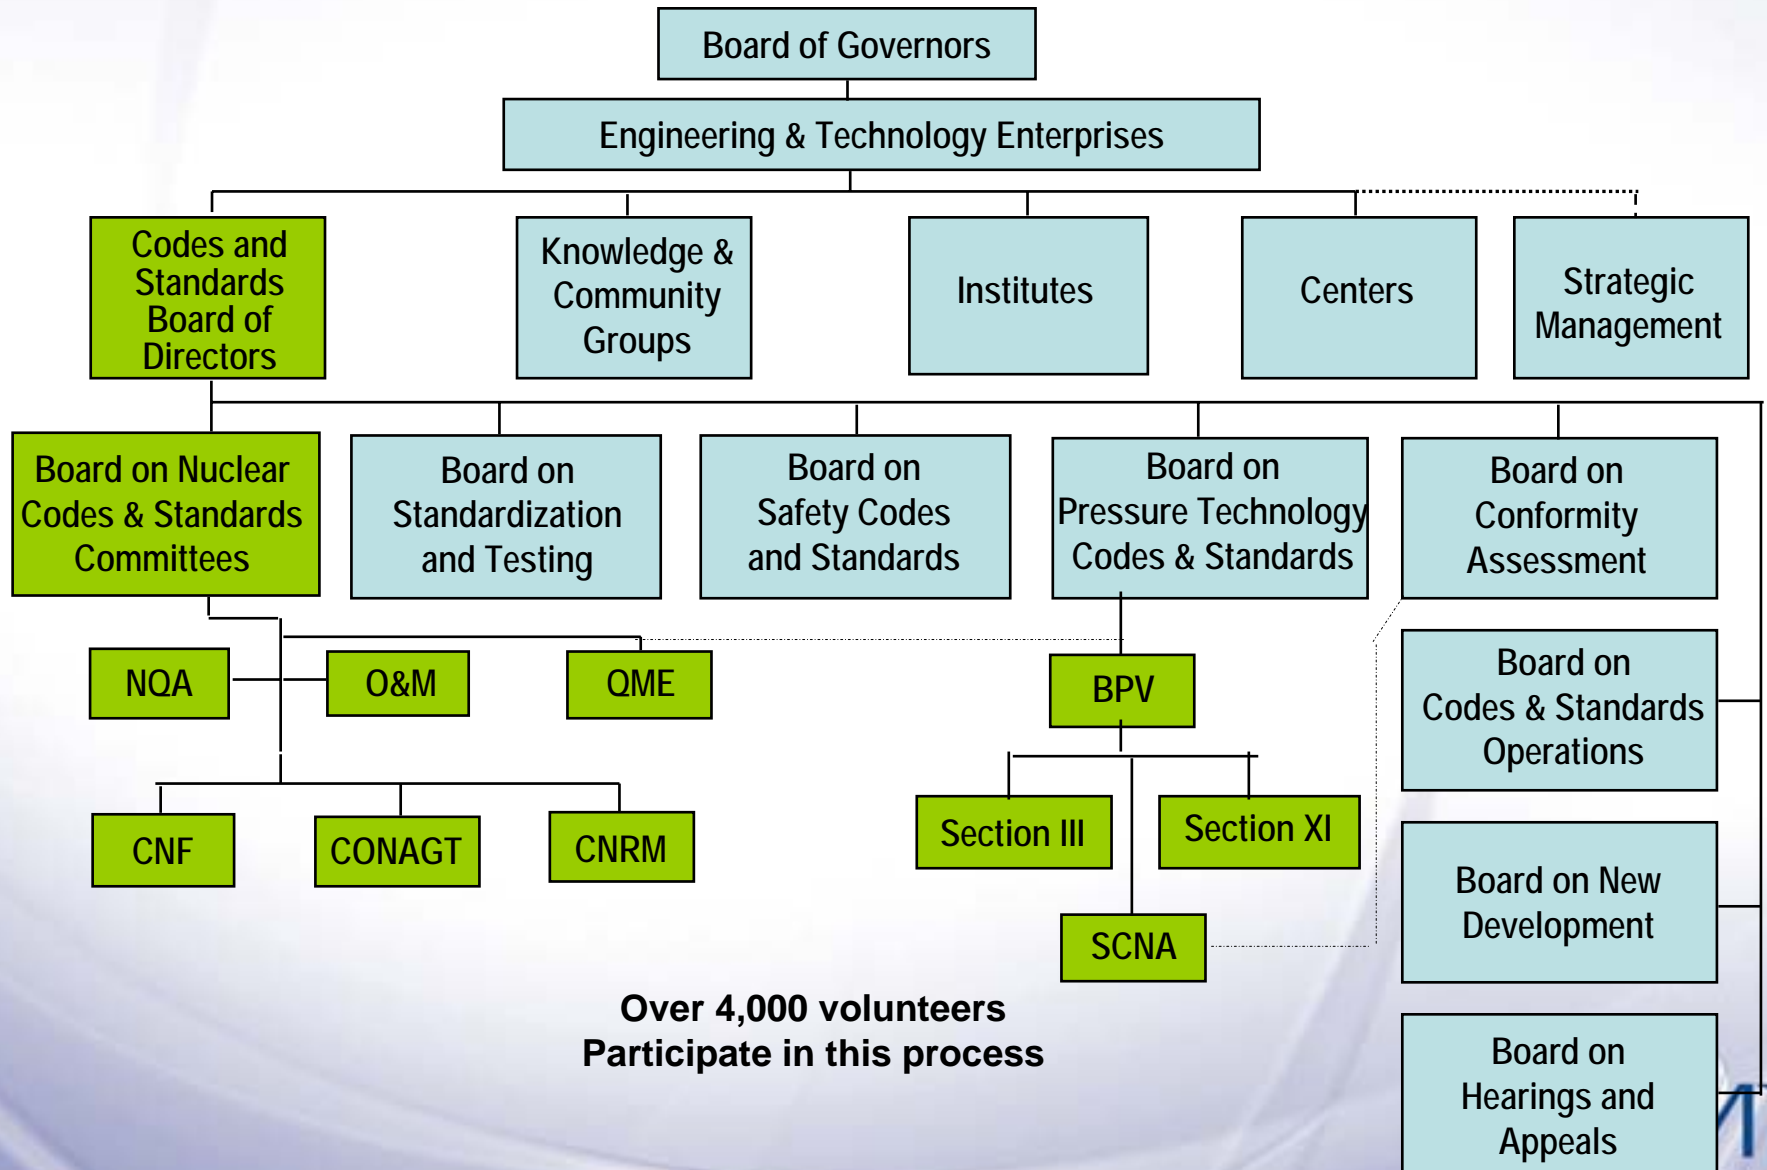 Board of Governors
Engineering & Technology Enterprises
Codes and
Standards
Board of
Directors
Knowledge &
Community
Groups
Institutes
Centers
Strategic
Management
Board on Nuclear
Codes & Standards
Committees
Board on
Standardization
and Testing
Board on
Safety Codes
and Standards
Board on
Pressure Technology
Codes & Standards
Board on
Conformity
Assessment
NQA
O&M
QME
BPV
Board on
Codes & Standards
Operations
CNF
CONAGT
CNRM
Section III
Section XI
SCNA
Board on New
Development
Over 4,000 volunteers
Participate in this process
Board on
Hearings and
Appeals